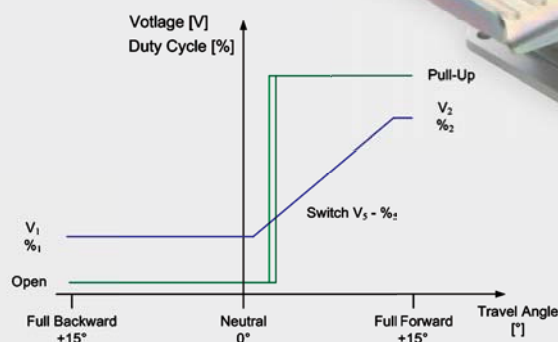 Votlage [V]
Duty Cycle [%]
Pull-Up
V2
%2
Switch V5 - %5
V1
%1
Open
Full Backward
+15°
Neutral
0°
Full Forward
+15°
Travel Angle
[°]